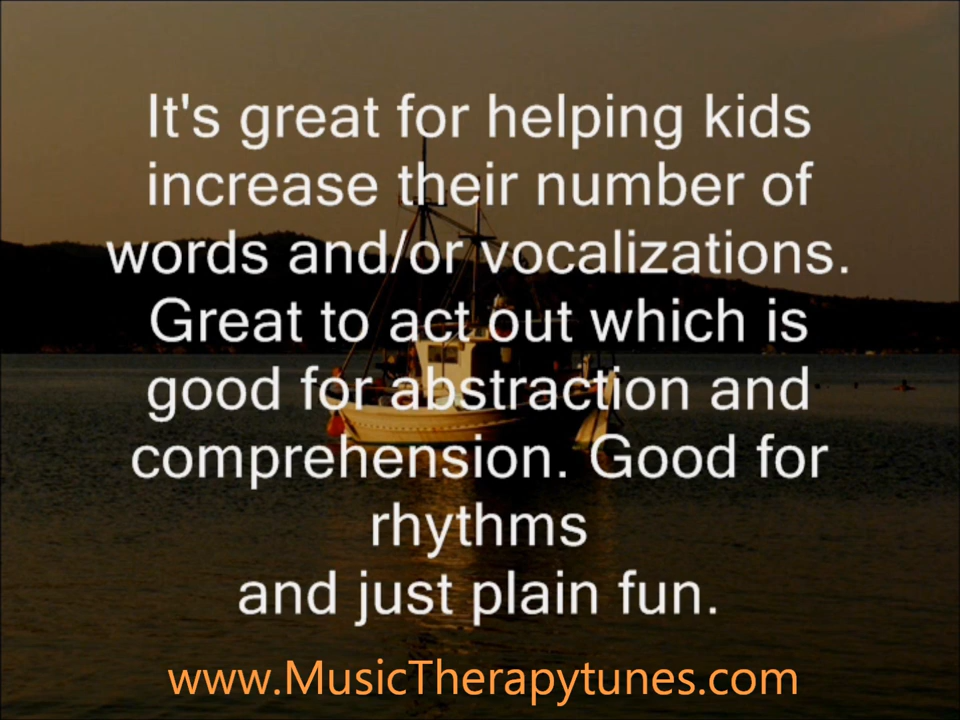 It's great for helping kids
increase their number of
words and/or vocalizations.
Great to act out which is
good for abstraction and
comprehension. Good for
rhythms
and just plain fun.
www.MusicTherapytunes.com